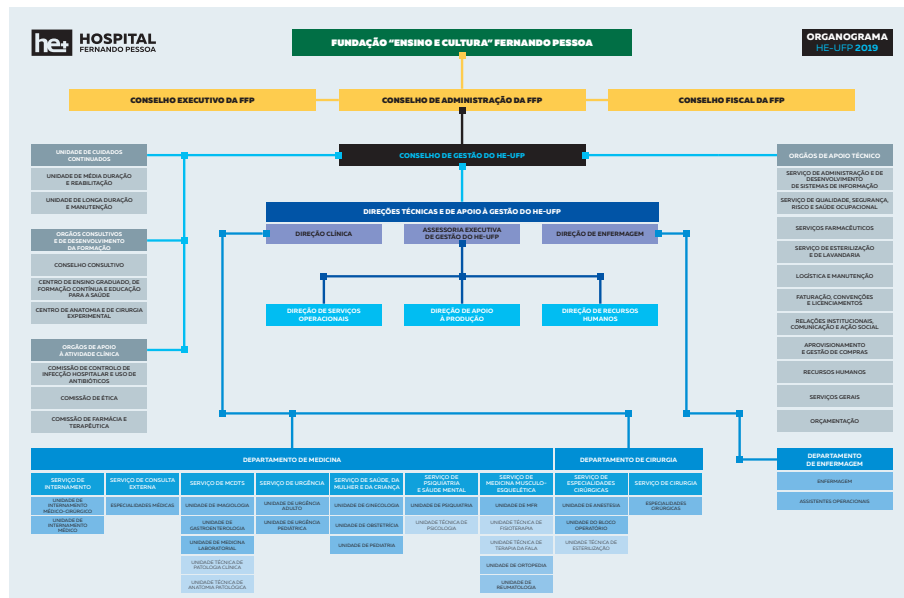 he+ HOSPITAL
FERNANDO PESSOA
FUNDAÇÃO “ENSINO E CULTURA” FERNANDO PESSOA
ORGANOGRAMA
HE-UFP 2019
CONSELHO EXECUTIVO DA FFP
CONSELHO DE ADMINISTRAÇÃO DA FFP
CONSELHO FISCAL DA FFP
CONSELHO DE GESTÃO DO HE-UFP
UNIDADE DE CUIDADOS
CONTINUADOS
UNIDADE DE MÉDIA DURAÇÃO
E REABILITAÇÃO
UNIDADE DE LONGA DURAÇÃO
E MANUTENÇÃO
ORGÃOS CONSULTIVOS
E DE DESENVOLVIMENTO
DA FORMAÇÃO
CONSELHO CONSULTIVO
CENTRO DE ENSINO GRADUADO, DE
FORMAÇÃO CONTÍNUA E EDUCAÇÃO
PARA A SAÚDE
CENTRO DE ANATOMIA E DE CIRURGIA
EXPERIMENTAL
ORGÃOS DE APOIO
À ATIVIDADE CLÍNICA
COMISSÃO DE CONTROLO DE
INFECÇÃO HOSPITALAR E USO DE
ANTIBIÓTICOS
COMISSÃO DE ÉTICA
COMISSÃO DE FARMÁCIA E
TERAPÊUTICA
DIREÇÕES TÉCNICAS E DE APOIO À GESTÃO DO HE-UFP
DIREÇÃO CLÍNICA
ASSESSORIA EXECUTIVA
DE GESTÃO DO HE-UFP
DIREÇÃO DE ENFERMAGEM
DIREÇÃO DE SERVIÇOS
OPERACIONAIS
DIREÇÃO DE APOIO
À PRODUÇÃO
DIREÇÃO DE RECURSOS
HUMANOS
ORGÃOS DE APOIO TÉCNICO
SERVIÇO DE ADMINISTRAÇÃO E DE
DESENVOLVIMENTO
DE SISTEMAS DE INFORMAÇÃO
SERVIÇO DE QUALIDADE, SEGURANÇA,
RISCO E SAÚDE OCUPACIONAL
SERVIÇOS FARMACÊUTICOS
SERVIÇO DE ESTERILIZAÇÃO
E DE LAVANDARIA
LOGÍSTICA E MANUTENÇÃO
FATURAÇÃO, CONVENÇÕES
E LICENCIAMENTOS
RELAÇÕES INSTITUCIONAIS,
COMUNICAÇÃO E AÇÃO SOCIAL
APROVISIONAMENTO
E GESTÃO DE COMPRAS
RECURSOS HUMANOS
SERVIÇOS GERAIS
ORÇAMENTAÇÃO
DEPARTAMENTO DE MEDICINA
SERVIÇO DE
INTERNAMENTO
UNIDADE DE
INTERNAMENTO
MÉDICO-CIRÚRGICO
UNIDADE DE
INTERNAMENTO
MÉDICO
SERVIÇO DE CONSULTA
EXTERNA
ESPECIALIDADES MÉDICAS
SERVIÇO DE MCDTS
UNIDADE DE IMAGIOLOGIA
UNIDADE DE
GASTROENTEROLOGIA
UNIDADE DE MEDICINA
LABORATORIAL
UNIDADE TÉCNICA DE
PATOLOGIA CLÍNICA
UNIDADE TÉCNICA DE
ANATOMIA PATOLÓGICA
SERVIÇO DE URGÊNCIA
UNIDADE DE URGÊNCIA
ADULTO
UNIDADE DE URGÊNCIA
PEDIÁTRICA
SERVIÇO DE SAÚDE, DA
MULHER E DA CRIANÇA
UNIDADE DE GINECOLOGIA
UNIDADE DE OBSTETRÍCIA
UNIDADE DE PEDIATRIA
SERVIÇO DE
PSIQUIATRIA
E SAÚDE MENTAL
UNIDADE DE PSIQUIATRIA
UNIDADE TÉCNICA DE
PSICOLOGIA
SERVIÇO DE
MEDICINA MUSCULO-
ESQUELÉTICA
UNIDADE DE MFR
UNIDADE TÉCNICA DE
FISIOTERAPIA
UNIDADE TÉCNICA DE
TERAPIA DA FALA
UNIDADE DE ORTOPEDIA
UNIDADE DE
REUMATOLOGIA
DEPARTAMENTO DE CIRURGIA
SERVIÇO DE
ESPECIALIDADES
CIRÚRGICAS
UNIDADE DE ANESTESIA
UNIDADE DO BLOCO
OPERATÓRIO
UNIDADE TÉCNICA DE
ESTERILIZAÇÃO
SERVIÇO DE CIRURGIA
ESPECIALIDADES
CIRÚRGICAS
DEPARTAMENTO
DE ENFERMAGEM
ENFERMAGEM
ASSISTENTES OPERACIONAIS